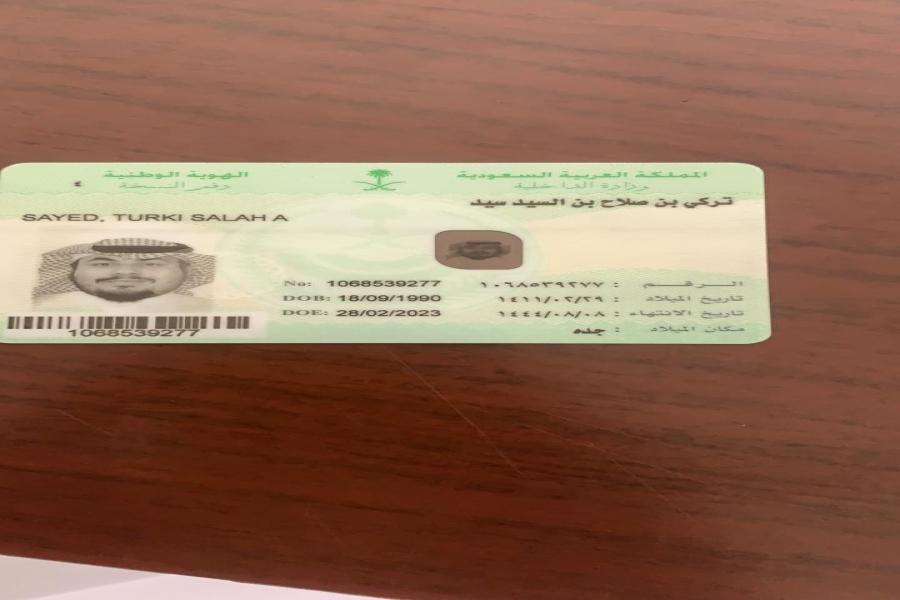 المملكة العربية السعودية
وزارة الداخلية
الهوية الوطنية
رقم النسخة ٤
تركي بن صلاح بن السيد سيد
SAYED, TURKI SALAH A
الرقم : ١٠٦٨٥٣٩٢٧٧
No: 1068539277
تاريخ الميلاد : ١٤١١/٠٢/٢٩
DOB: 18/09/1990
تاريخ الانتهاء : ١٤٤٤/٠٨/٠٨
DOE: 28/02/2023
مكان الميلاد : جده
1068539277